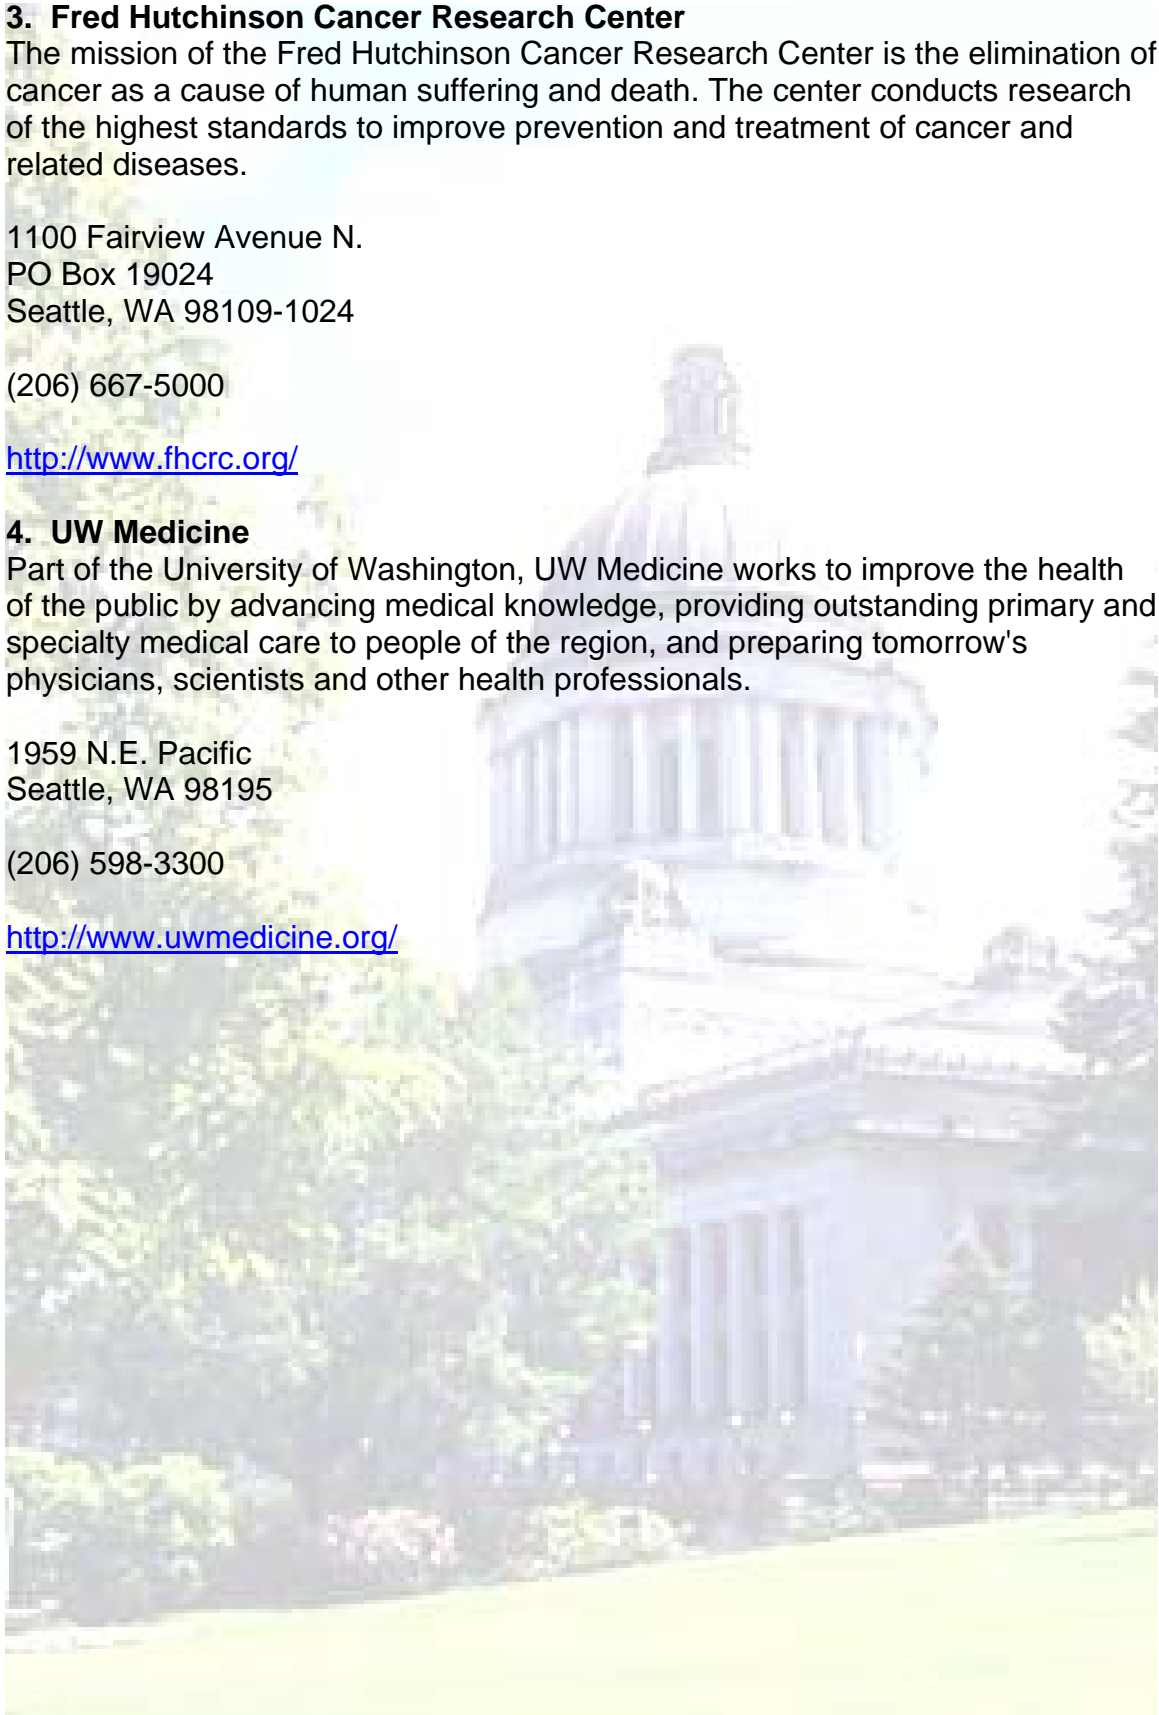 3.  Fred Hutchinson Cancer Research Center
The mission of the Fred Hutchinson Cancer Research Center is the elimination of
cancer as a cause of human suffering and death. The center conducts research
of the highest standards to improve prevention and treatment of cancer and
related diseases.
1100 Fairview Avenue N.
PO Box 19024
Seattle, WA 98109-1024
(206) 667-5000
http://www.fhcrc.org/
4.  UW Medicine
Part of the University of Washington, UW Medicine works to improve the health
of the public by advancing medical knowledge, providing outstanding primary and
specialty medical care to people of the region, and preparing tomorrow's
physicians, scientists and other health professionals.
1959 N.E. Pacific
Seattle, WA 98195
(206) 598-3300
http://www.uwmedicine.org/